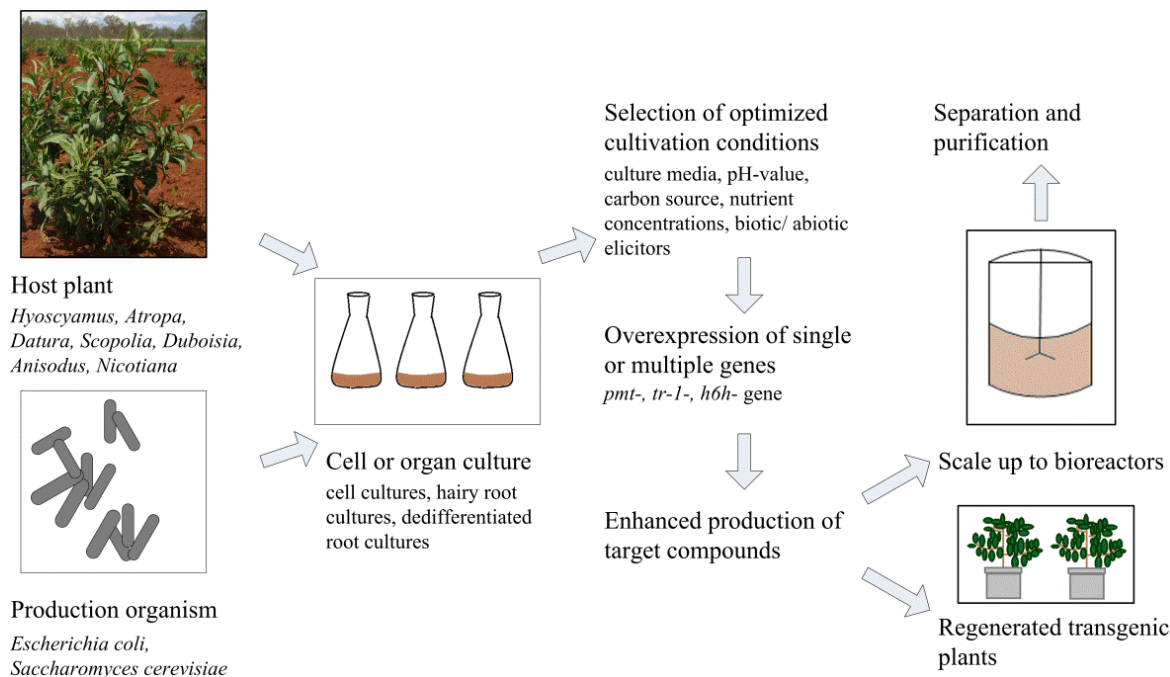 Host plant
Hyoscyamus, Atropa,
Datura, Scopolia, Duboisia,
Anisodus, Nicotiana
Production organism
Escherichia coli,
Saccharomyces cerevisiae
Cell or organ culture
cell cultures, hairy root
cultures, dedifferentiated
root cultures
Selection of optimized
cultivation conditions
culture media, pH-value,
carbon source, nutrient
concentrations, biotic/ abiotic
elicitors
Overexpression of single
or multiple genes
pmt-, tr-1-, h6h- gene
Enhanced production of
target compounds
Separation and
purification
Scale up to bioreactors
Regenerated transgenic
plants